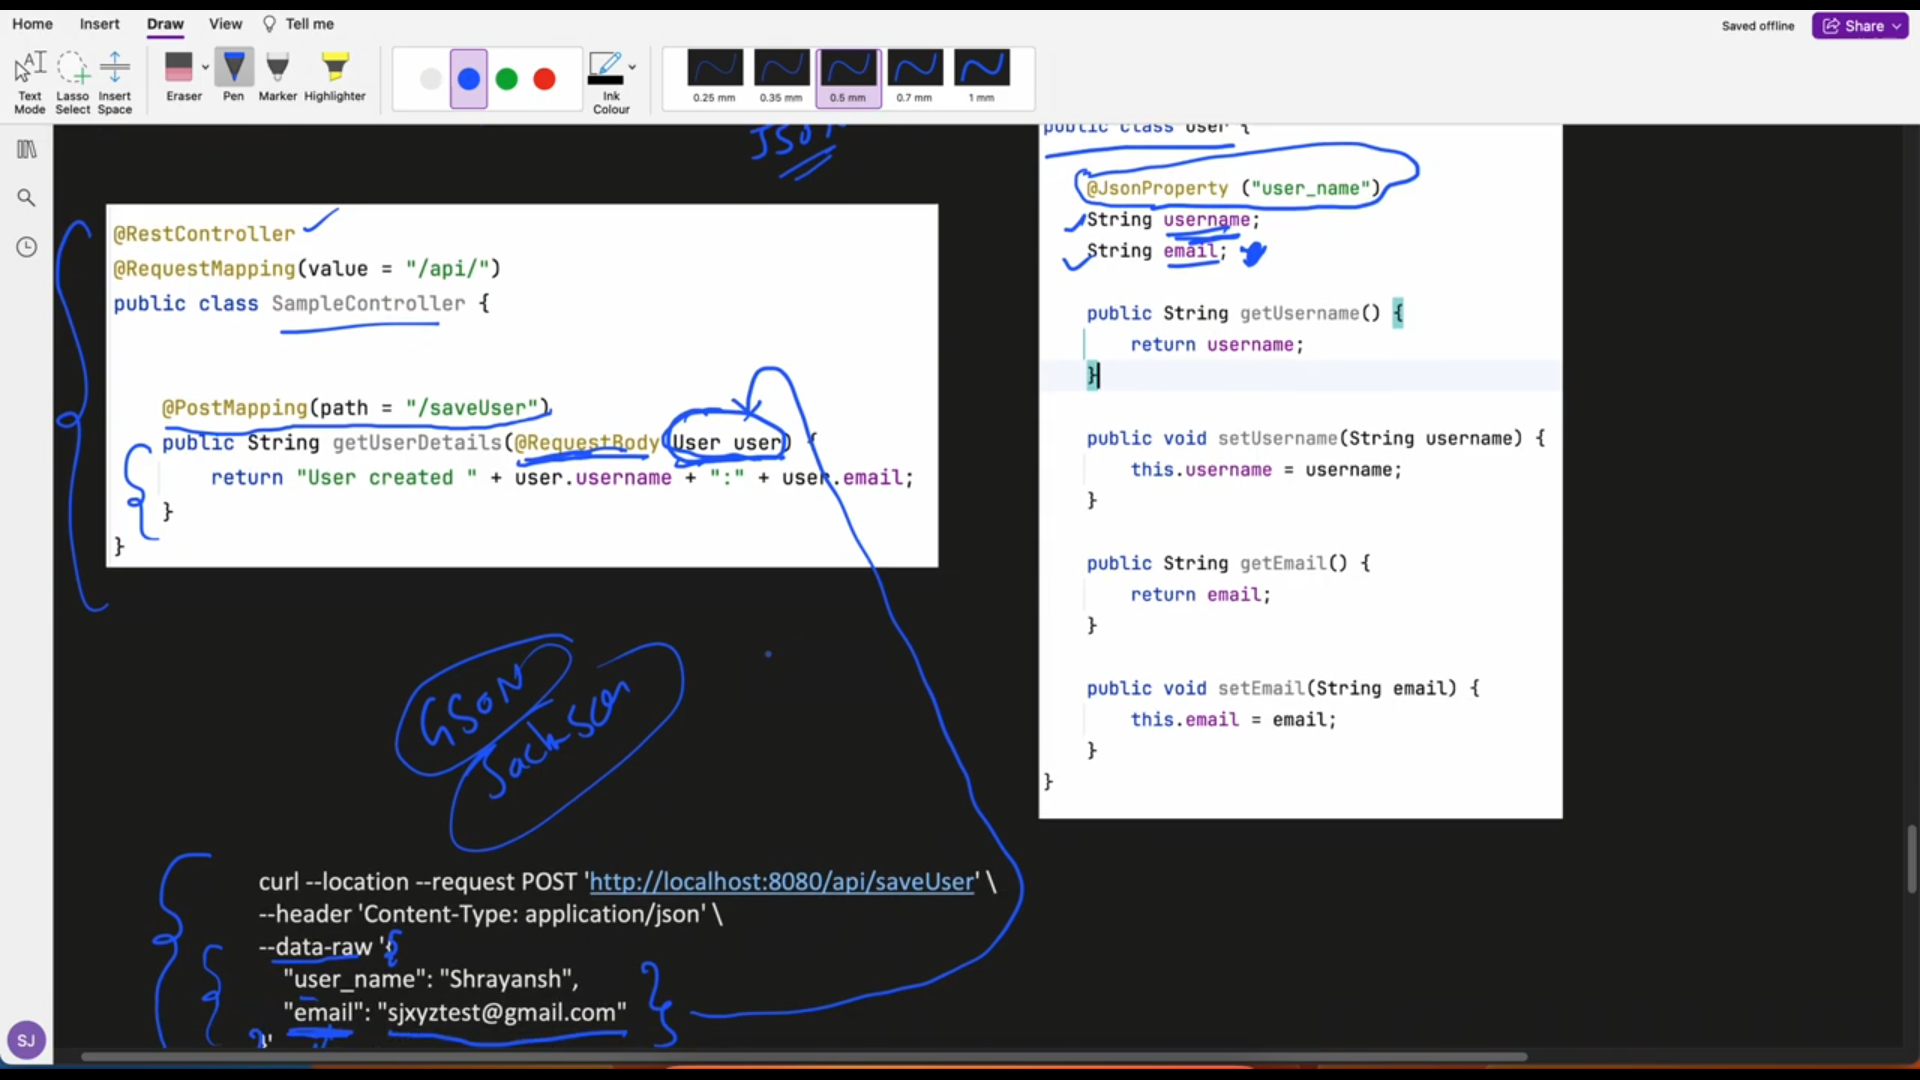 Home Insert Draw View Tell me
Saved offline
Share
Text Mode
Lasso Select
Insert Space
Eraser
Pen
Marker
Highlighter
Ink Colour
0.25 mm
0.35 mm
0.5 mm
0.7 mm
1 mm
JSON
@RestController
@RequestMapping(value = "/api/")
public class SampleController {
@PostMapping(path = "/saveUser")
public String getUserDetails(@RequestBody User user) {
return "User created " + user.username + ":" + user.email;
}
}
GSON
Jackson
curl --location --request POST 'http://localhost:8080/api/saveUser' \
--header 'Content-Type: application/json' \
--data-raw '{
"user_name": "Shrayansh",
"email": "sjxyztest@gmail.com"
}'
public class User {
@JsonProperty ("user_name")
String username;
String email;
public String getUsername() {
return username;
}
public void setUsername(String username) {
this.username = username;
}
public String getEmail() {
return email;
}
public void setEmail(String email) {
this.email = email;
}
}
SJ